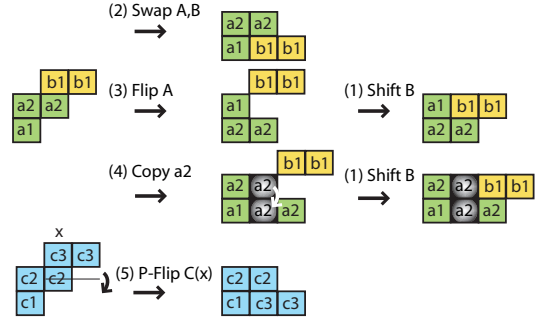 (2) Swap A,B
a2 a2
a1 b1 b1
b1 b1
a2 a2
a1
(3) Flip A
b1 b1
a1
a2 a2
(1) Shift B
a1 b1 b1
a2 a2
(4) Copy a2
b1 b1
a2 a2
a1 a2 a2
(1) Shift B
a2 a2 b1 b1
a1 a2 a2
x
c3 c3
c2 c2
c1
(5) P-Flip C(x)
c2 c2
c1 c3 c3